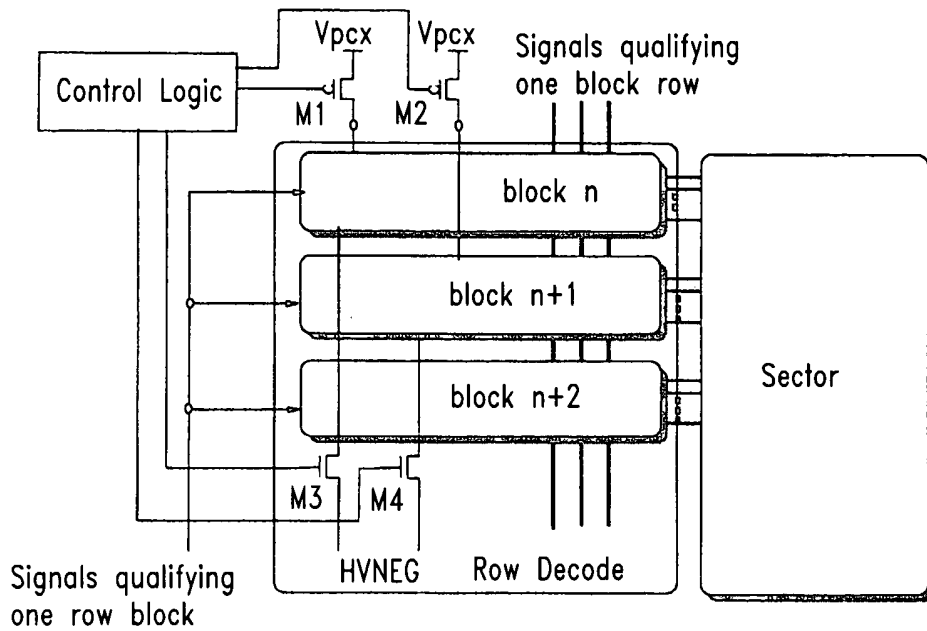 Vpcx
Vpcx
Signals qualifying
one block row
Control Logic
M1
M2
block n
block n+1
block n+2
Sector
M3
M4
HVNEG
Row Decode
Signals qualifying
one row block